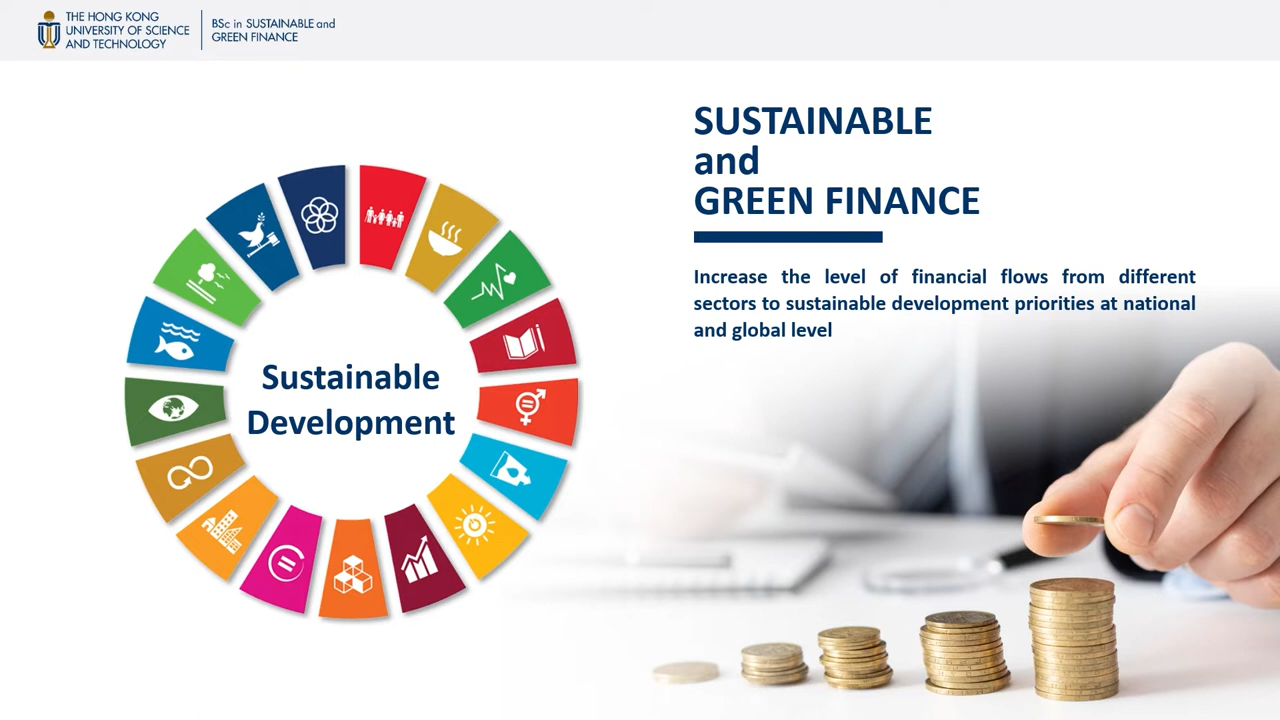 THE HONG KONG
UNIVERSITY OF SCIENCE
AND TECHNOLOGY
BSc in SUSTAINABLE and
GREEN FINANCE
Sustainable
Development
SUSTAINABLE
and
GREEN FINANCE
Increase the level of financial flows from different
sectors to sustainable development priorities at national
and global level